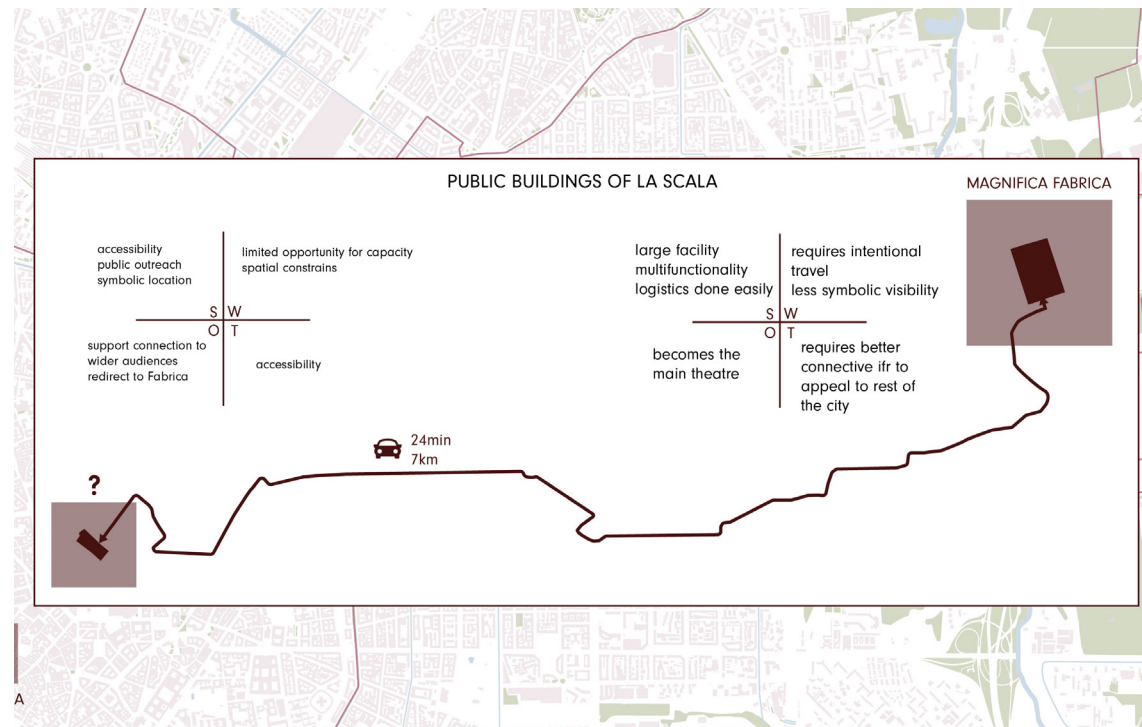 PUBLIC BUILDINGS OF LA SCALA
MAGNIFICA FABRICA
accessibility
public outreach
symbolic location
limited opportunity for capacity
spatial constrains
S W
O T
support connection to
wider audiences
redirect to Fabrica
accessibility
large facility
multifunctionality
logistics done easily
requires intentional
travel
less symbolic visibility
S W
O T
becomes the
main theatre
requires better
connective ifr to
appeal to rest of
the city
24min
7km
?
A